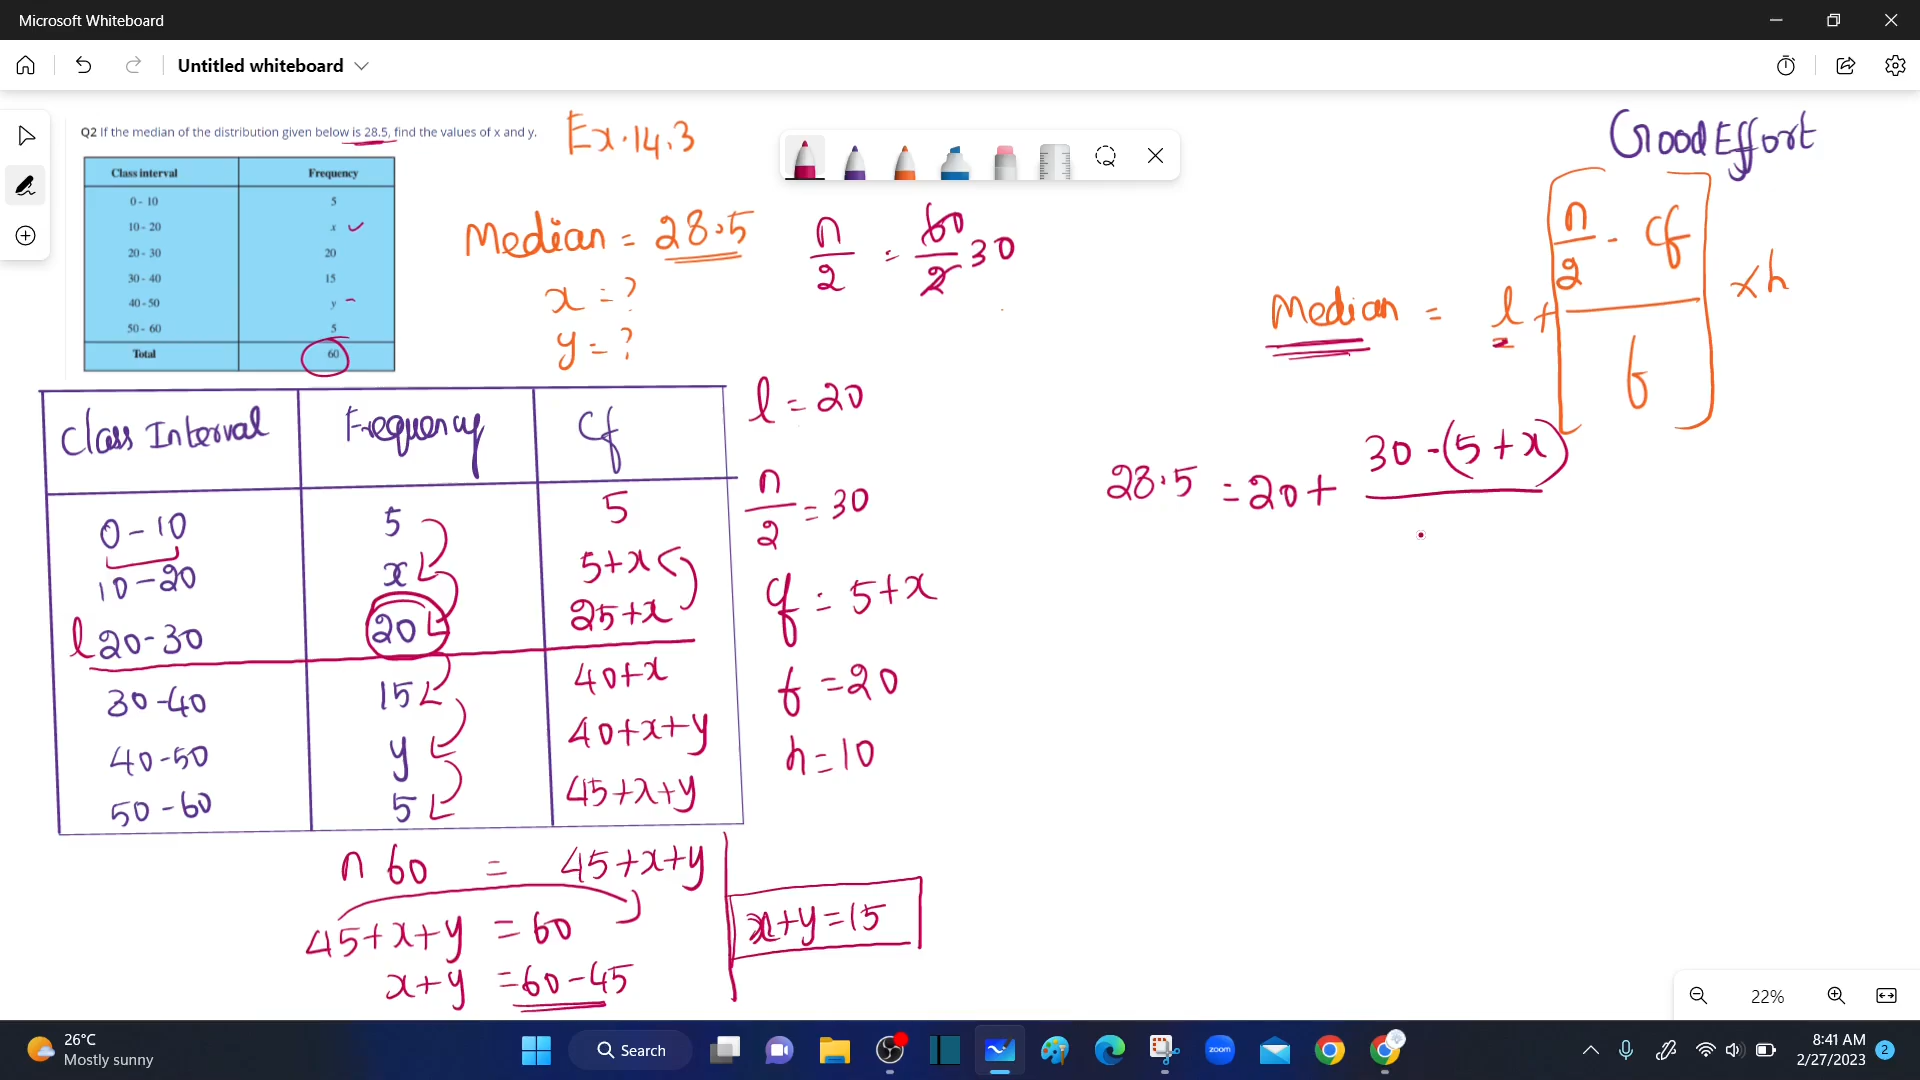 Microsoft Whiteboard
Untitled whiteboard
Q2 If the median of the distribution given below is 28.5, find the values of x and y.
Class interval Frequency
0 - 10 5
10 - 20 x
20 - 30 20
30 - 40 15
40 - 50 y
50 - 60 5
Total 60
Ex. 14.3
Good Effort
Median = 28.5
x = ?
y = ?
n/2 = 60/2 30
Median = l + [n/2 - cf / f] x h
Class Interval Frequency Cf
0 - 10 5 5
10 - 20 x 5+x
l 20 - 30 20 25+x
30 - 40 15 40+x
40 - 50 y 40+x+y
50 - 60 5 45+x+y
n 60 = 45+x+y
45+x+y = 60
x+y = 60-45
x+y=15
l = 20
n/2 = 30
cf = 5+x
f = 20
h = 10
28.5 = 20 + 30 - (5+x)
22%
26°C
Mostly sunny
Search
zoom
8:41 AM
2/27/2023
2